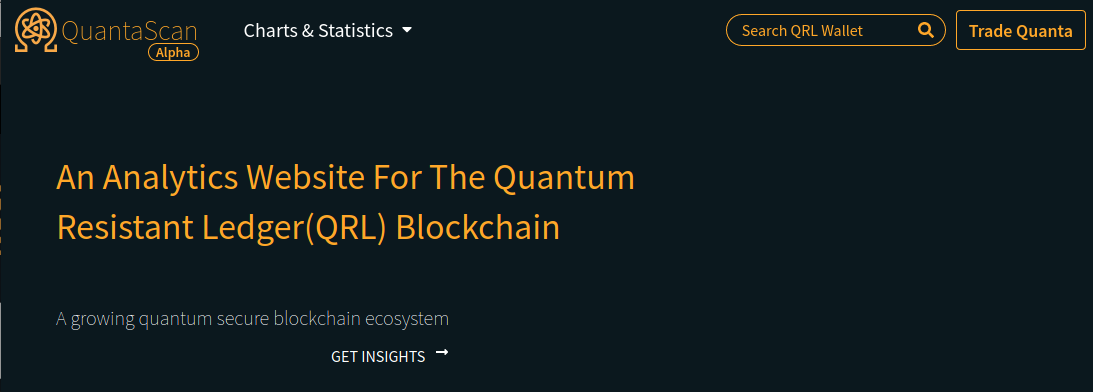 QuantaScan
Alpha
Charts & Statistics
Search QRL Wallet
Trade Quanta
An Analytics Website For The Quantum
Resistant Ledger(QRL) Blockchain
A growing quantum secure blockchain ecosystem
GET INSIGHTS